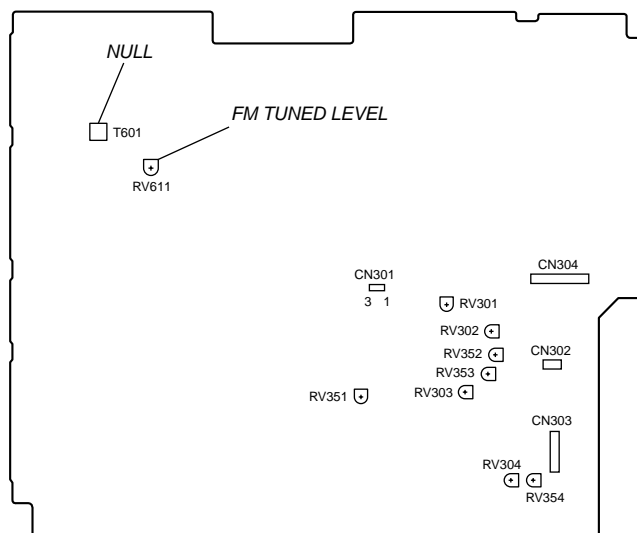 NULL
FM TUNED LEVEL
T601
RV611
CN301
3 1
CN304
RV301
RV302
RV352
CN302
RV353
RV303
RV351
CN303
RV304
RV354